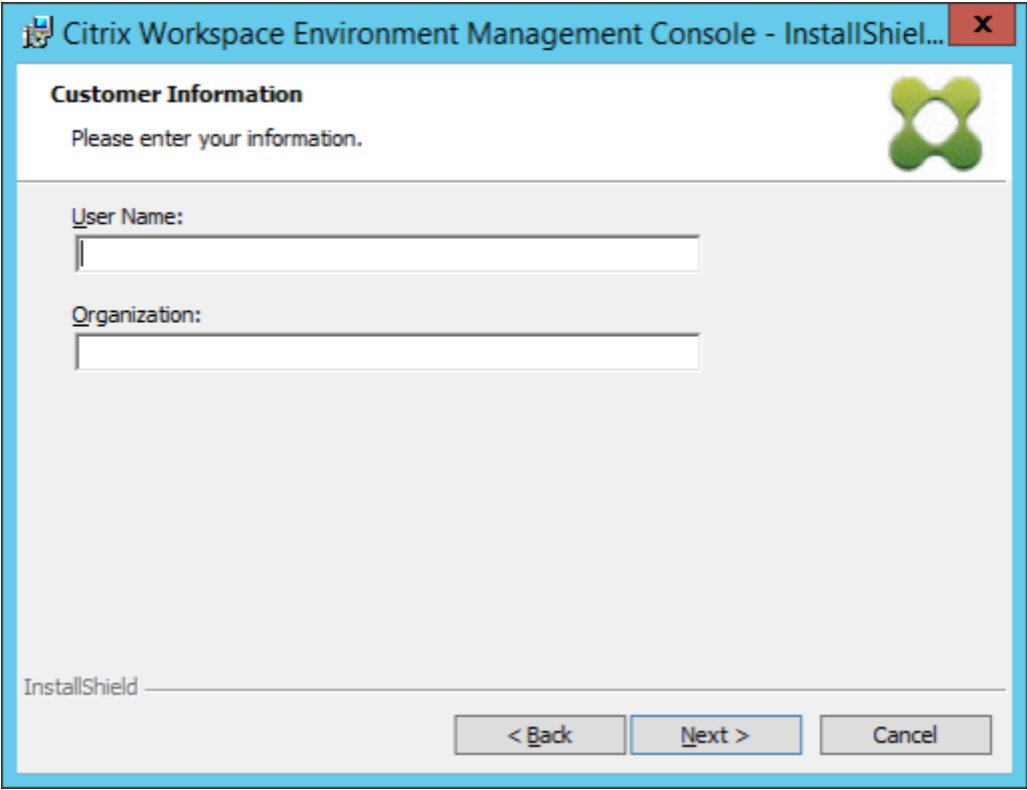 Citrix Workspace Environment Management Console - InstallShiel...
x
Customer Information
Please enter your information.
User Name:
Organization:
InstallShield
< Back
Next >
Cancel